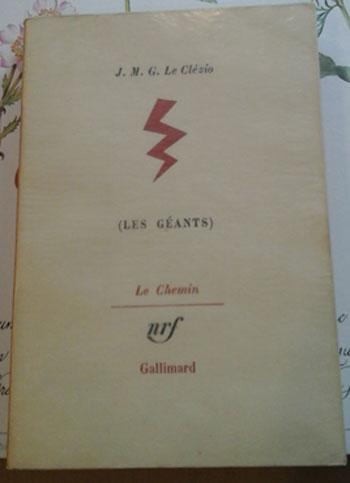 J. M. G. Le Clézio
(LES GÉANTS)
Le Chemin
nrf
Gallimard